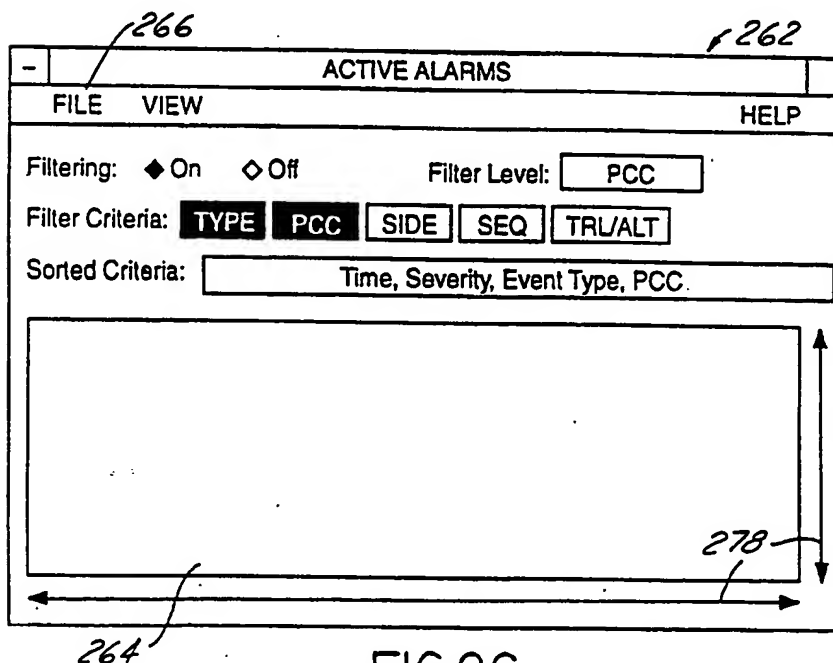 266
262
- ACTIVE ALARMS
FILE VIEW HELP
Filtering: ◆On ◇Off Filter Level: PCC
Filter Criteria: TYPE PCC SIDE SEQ TRL/ALT
Sorted Criteria: Time, Severity, Event Type, PCC
278
264